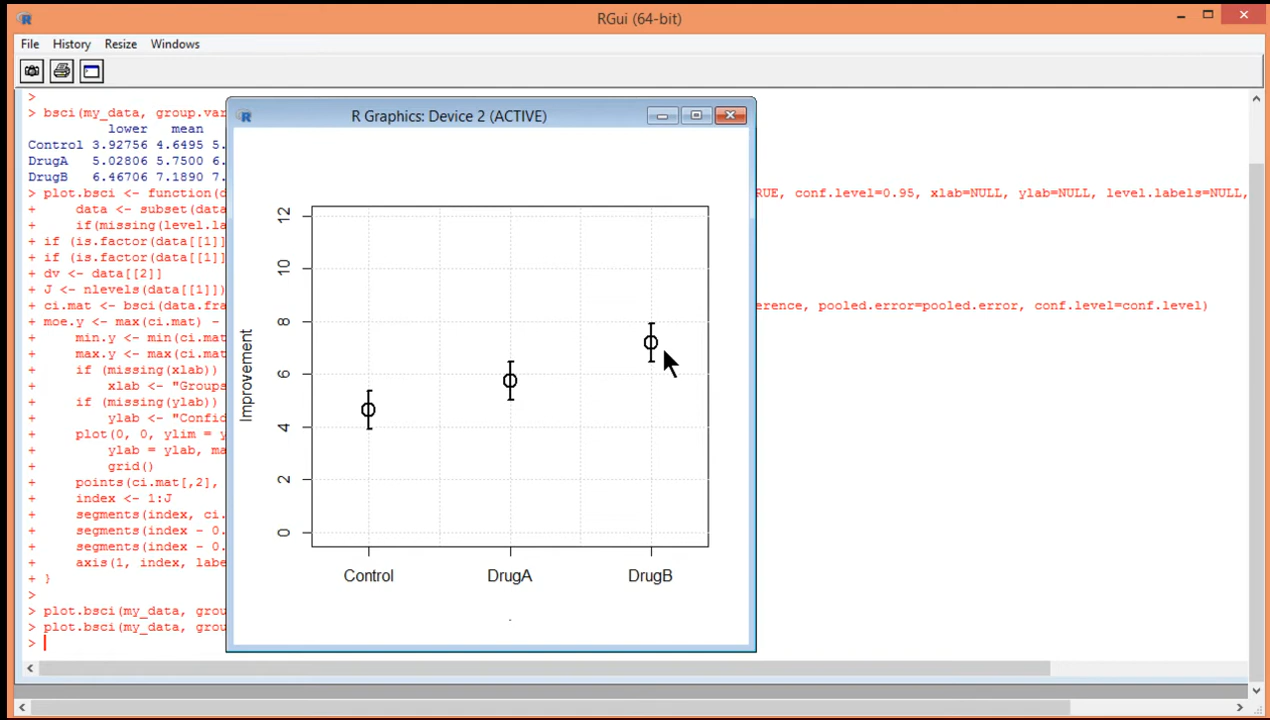 RGui (64-bit)
File History Resize Windows
>
> bsci(my_data, group.var
lower mean
Control 3.92756 4.6495 5.
DrugA 5.02806 5.7500 6.
DrugB 6.46706 7.1890 7.
> plot.bsci <- function(d RUE, conf.level=0.95, xlab=NULL, ylab=NULL, level.labels=NULL,
+ data <- subset(data
+ if(missing(level.la
+ if (is.factor(data[[1]]
+ if (is.factor(data[[1]]
+ dv <- data[[2]]
+ J <- nlevels(data[[1]])
+ ci.mat <- bsci(data.fra erence, pooled.error=pooled.error, conf.level=conf.level)
+ moe.y <- max(ci.mat) -
+ min.y <- min(ci.mat
+ max.y <- max(ci.mat
+ if (missing(xlab))
+ xlab <- "Groups
+ if (missing(ylab))
+ ylab <- "Confid
+ plot(0, 0, ylim = y
+ ylab = ylab, ma
+ grid()
+ points(ci.mat[,2],
+ index <- 1:J
+ segments(index, ci.
+ segments(index - 0.
+ segments(index - 0.
+ axis(1, index, labe
+ }
>
> plot.bsci(my_data, grou
> plot.bsci(my_data, grou
>
R Graphics: Device 2 (ACTIVE)
12
10
8
6
4
2
0
Improvement
Control DrugA DrugB